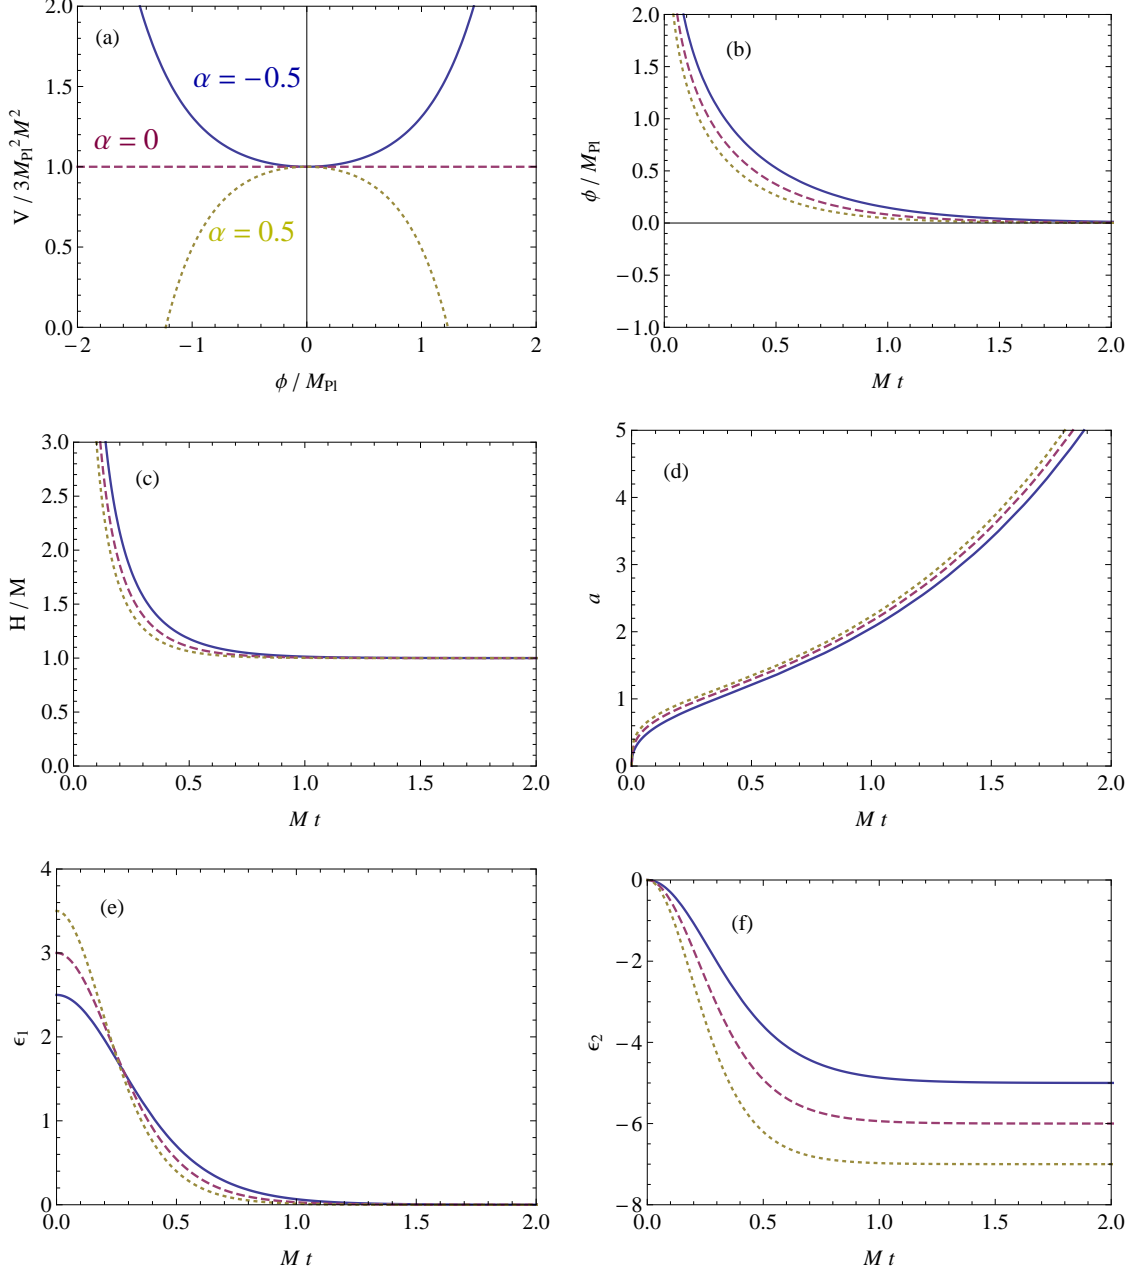 (a)
V / 3M_Pl^2 M^2
2.0
1.5
1.0
0.5
0.0
α = −0.5
α = 0
α = 0.5
−2 −1 0 1 2
ϕ / M_Pl
(b)
ϕ / M_Pl
2.0
1.5
1.0
0.5
0.0
−0.5
−1.0
0.0 0.5 1.0 1.5 2.0
M t
(c)
H / M
3.0
2.5
2.0
1.5
1.0
0.5
0.0
0.0 0.5 1.0 1.5 2.0
M t
(d)
a
5
4
3
2
1
0
0.0 0.5 1.0 1.5 2.0
M t
(e)
ϵ_1
4
3
2
1
0
0.0 0.5 1.0 1.5 2.0
M t
(f)
ϵ_2
0
−2
−4
−6
−8
0.0 0.5 1.0 1.5 2.0
M t